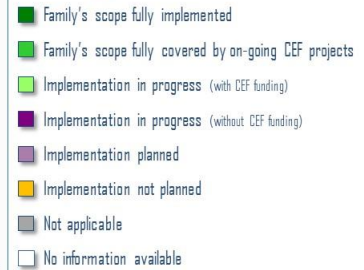 Family's scope fully implemented
Family's scope fully covered by on-going CEF projects
Implementation in progress (with CEF funding)
Implementation in progress (without CEF funding)
Implementation planned
Implementation not planned
Not applicable
No information available